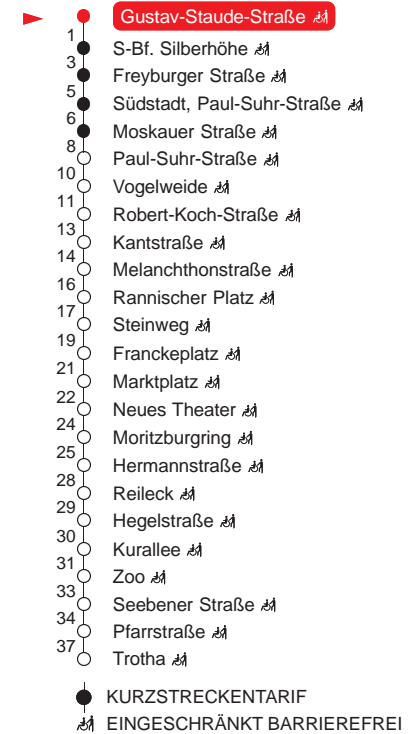 Gustav-Staude-Straße
1
S-Bf. Silberhöhe
3
Freyburger Straße
5
Südstadt, Paul-Suhr-Straße
6
Moskauer Straße
8
Paul-Suhr-Straße
10
Vogelweide
11
Robert-Koch-Straße
13
Kantstraße
14
Melanchthonstraße
16
Rannischer Platz
17
Steinweg
19
Franckeplatz
21
Marktplatz
22
Neues Theater
24
Moritzburgring
25
Hermannstraße
28
Reileck
29
Hegelstraße
30
Kurallee
31
Zoo
33
Seebener Straße
34
Pfarrstraße
37
Trotha
KURZSTRECKENTARIF
EINGESCHRÄNKT BARRIEREFREI